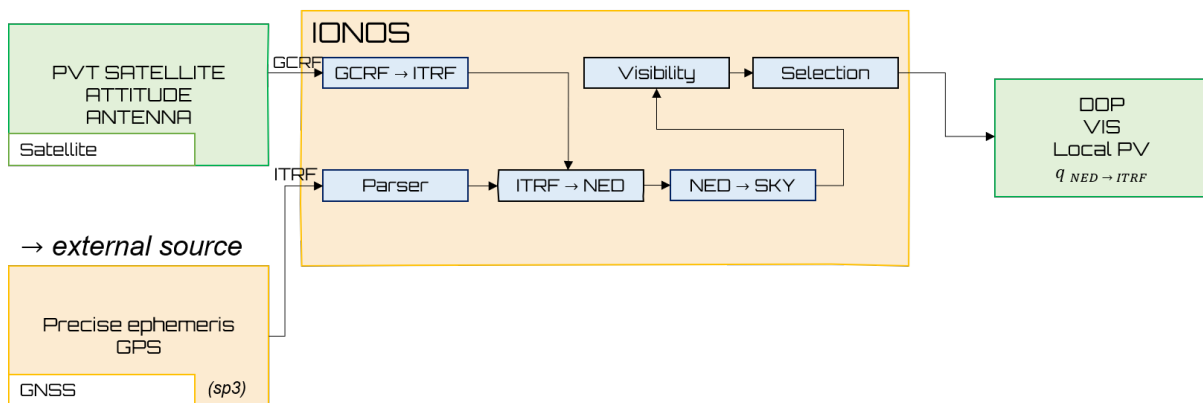 PVT SATELLITE
ATTITUDE
ANTENNA
Satellite
GCRF
IONOS
GCRF → ITRF
Visibility
Selection
ITRF
Parser
ITRF → NED
NED → SKY
DOP
VIS
Local PV
q NED → ITRF
→ external source
Precise ephemeris
GPS
GNSS
(sp3)